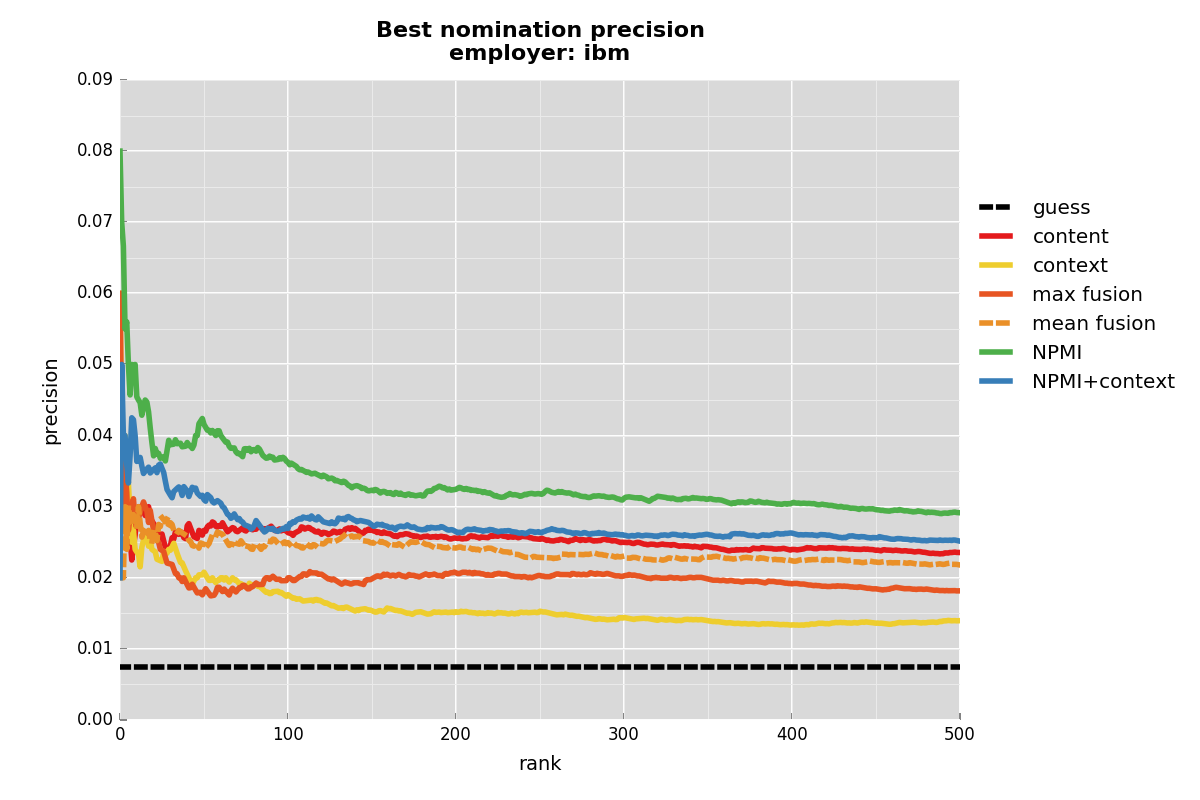 Best nomination precision
employer: ibm
precision
0.09
0.08
0.07
0.06
0.05
0.04
0.03
0.02
0.01
0.00
0
100
200
300
400
500
rank
guess
content
context
max fusion
mean fusion
NPMI
NPMI+context